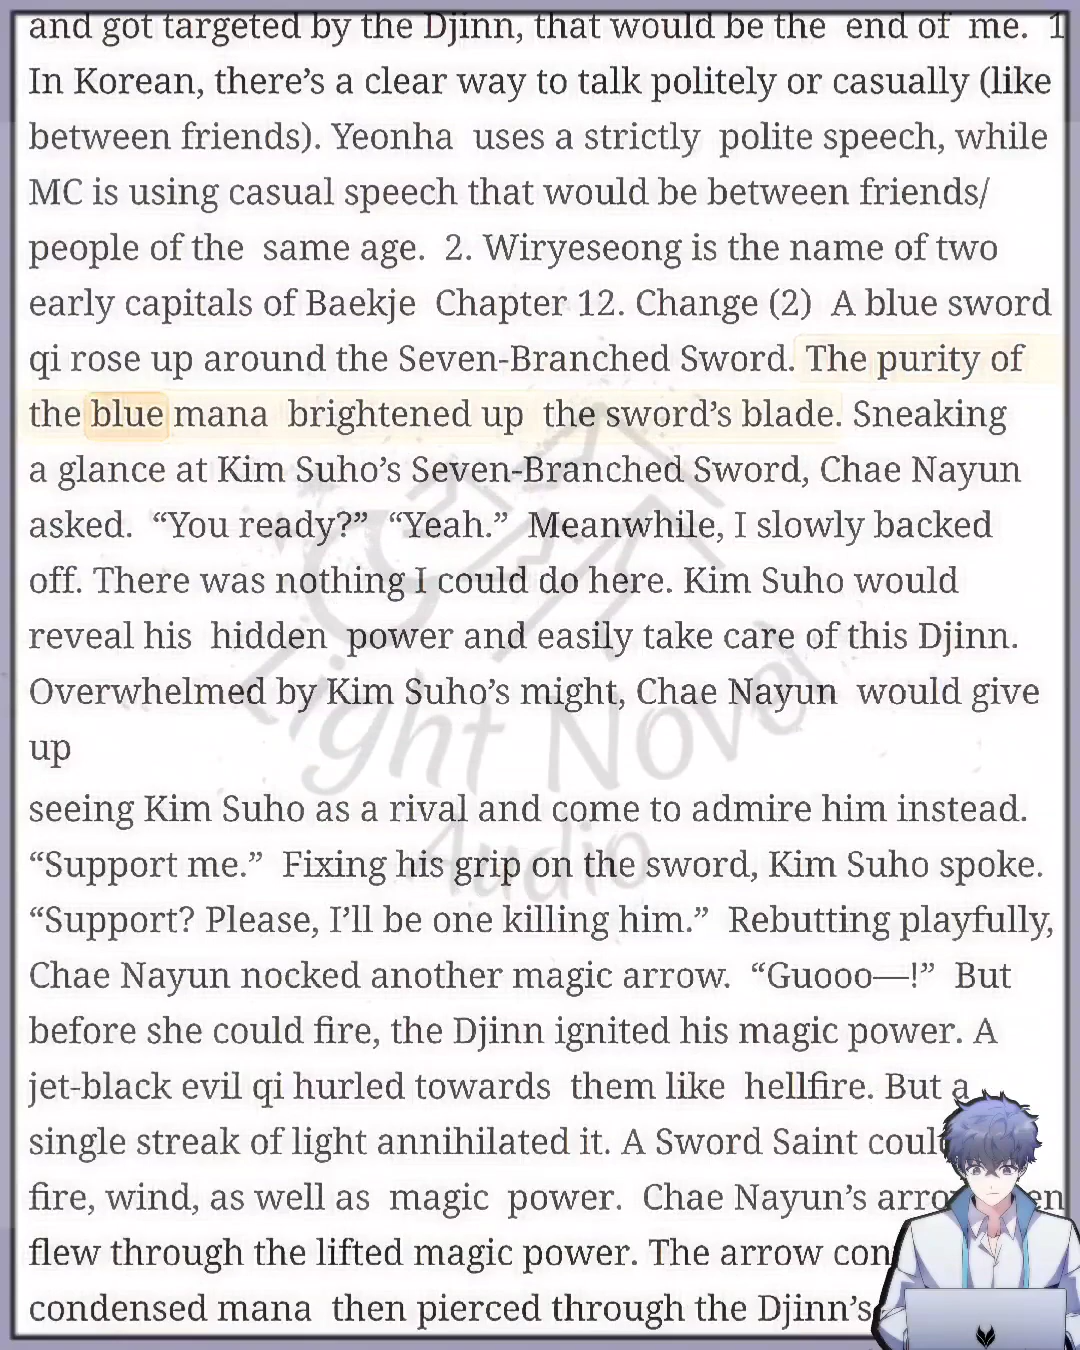 and got targeted by the Djinn, that would be the end of me. 1
In Korean, there's a clear way to talk politely or casually (like
between friends). Yeonha uses a strictly polite speech, while
MC is using casual speech that would be between friends/
people of the same age. 2. Wiryeseong is the name of two
early capitals of Baekje Chapter 12. Change (2) A blue sword
qi rose up around the Seven-Branched Sword. The purity of
the blue mana brightened up the sword's blade. Sneaking
a glance at Kim Suho's Seven-Branched Sword, Chae Nayun
asked. “You ready?” “Yeah.” Meanwhile, I slowly backed
off. There was nothing I could do here. Kim Suho would
reveal his hidden power and easily take care of this Djinn.
Overwhelmed by Kim Suho's might, Chae Nayun would give
up
seeing Kim Suho as a rival and come to admire him instead.
“Support me.” Fixing his grip on the sword, Kim Suho spoke.
“Support? Please, I'll be one killing him.” Rebutting playfully,
Chae Nayun nocked another magic arrow. “Guooo—!” But
before she could fire, the Djinn ignited his magic power. A
jet-black evil qi hurled towards them like hellfire. But a
single streak of light annihilated it. A Sword Saint
fire, wind, as well as magic power. Chae Nayun's
flew through the lifted magic power. The arrow
condensed mana then pierced through the Djinn's
Light Novel
Audio